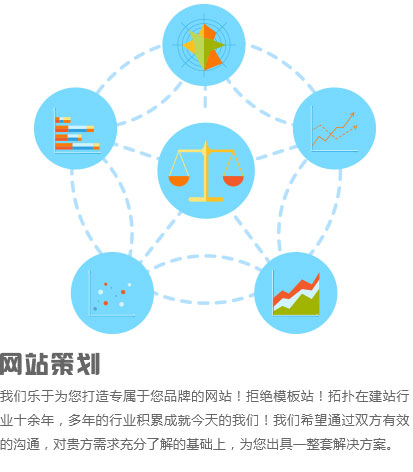 网站策划
我们乐于为您打造专属于您品牌的网站！拒绝模板站！拓扑在建站行
业十余年，多年的行业积累成就今天的我们！我们希望通过双方有效
的沟通，对贵方需求充分了解的基础上，为您出具一整套解决方案。